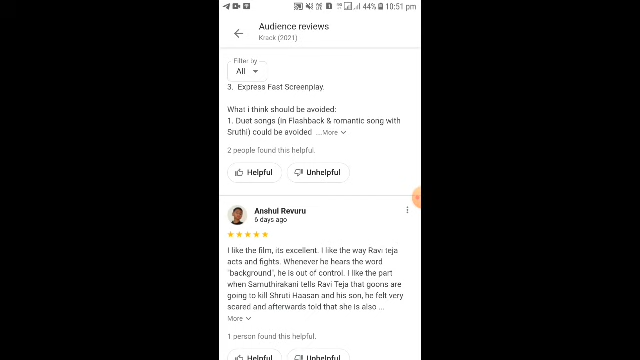 44% 10:51 pm
Audience reviews
Krack (2021)
Filter by
All
3. Express Fast Screenplay.
What i think should be avoided:
1. Duet songs (in Flashback & romantic song with
Sruthi) could be avoided ...More
2 people found this helpful.
Helpful Unhelpful
Anshul Revuru
6 days ago
I like the film, its excellent. I like the way Ravi teja
acts and fights. Whenever he hears the word
"background", he is out of control. I like the part
when Samuthirakani tells Ravi Teja that goons are
going to kill Shruti Haasan and his son, he felt very
scared and afterwards told that she is also ...
More
1 person found this helpful.
Helpful Unhelpful